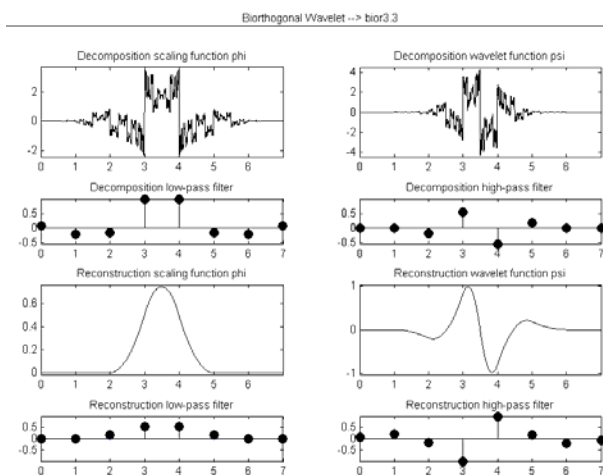 Biorthogonal Wavelet --> bior3.3
Decomposition scaling function phi
2
0
-2
0 1 2 3 4 5 6 7
Decomposition wavelet function psi
4
2
0
-2
-4
0 1 2 3 4 5 6
Decomposition low-pass filter
0.5
0
-0.5
0 1 2 3 4 5 6 7
Decomposition high-pass filter
0.5
0
-0.5
0 1 2 3 4 5 6 7
Reconstruction scaling function phi
0.6
0.4
0.2
0
0 1 2 3 4 5 6 7
Reconstruction wavelet function psi
1
0
-1
0 1 2 3 4 5 6
Reconstruction low-pass filter
0.5
0
-0.5
0 1 2 3 4 5 6 7
Reconstruction high-pass filter
0.5
0
-0.5
0 1 2 3 4 5 6 7